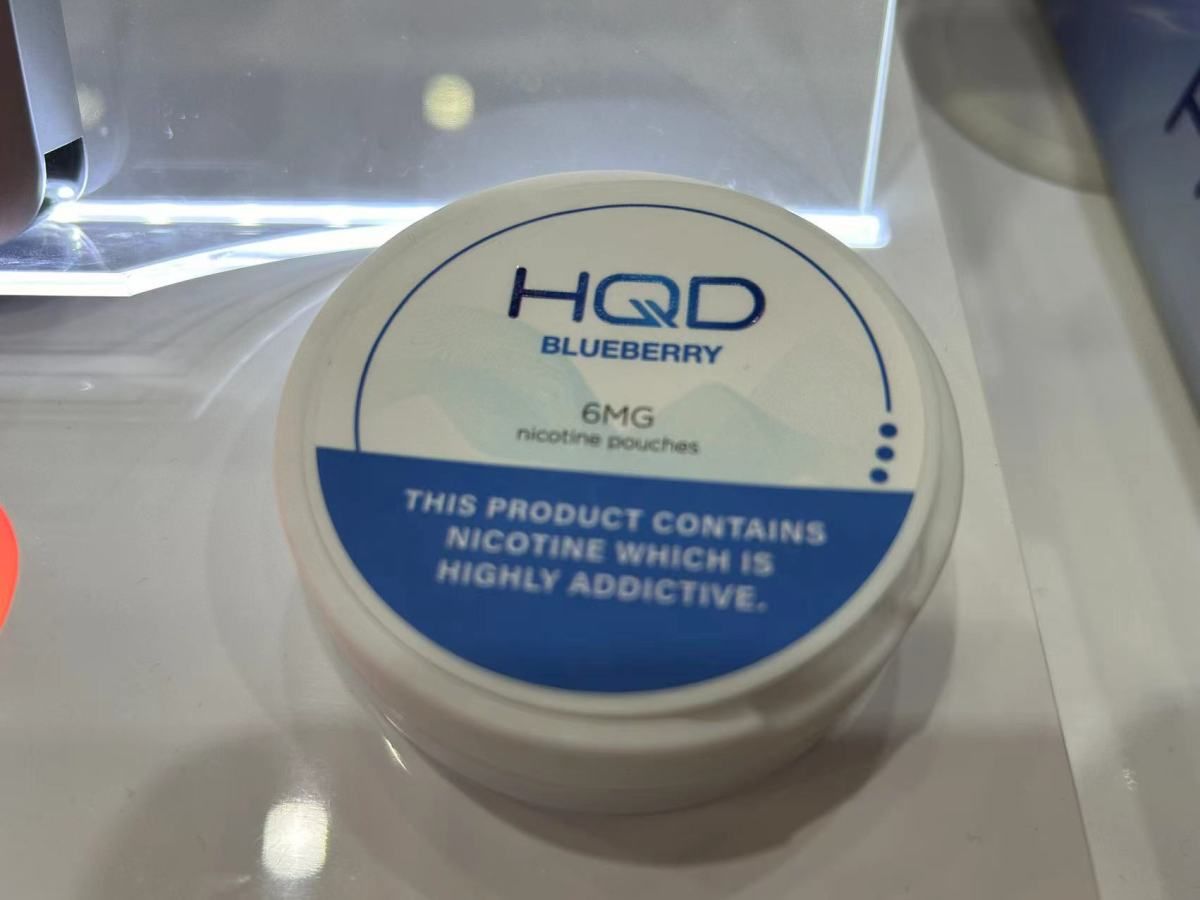 HQD
BLUEBERRY
6MG
nicotine pouches
THIS PRODUCT CONTAINS
NICOTINE WHICH IS
HIGHLY ADDICTIVE.